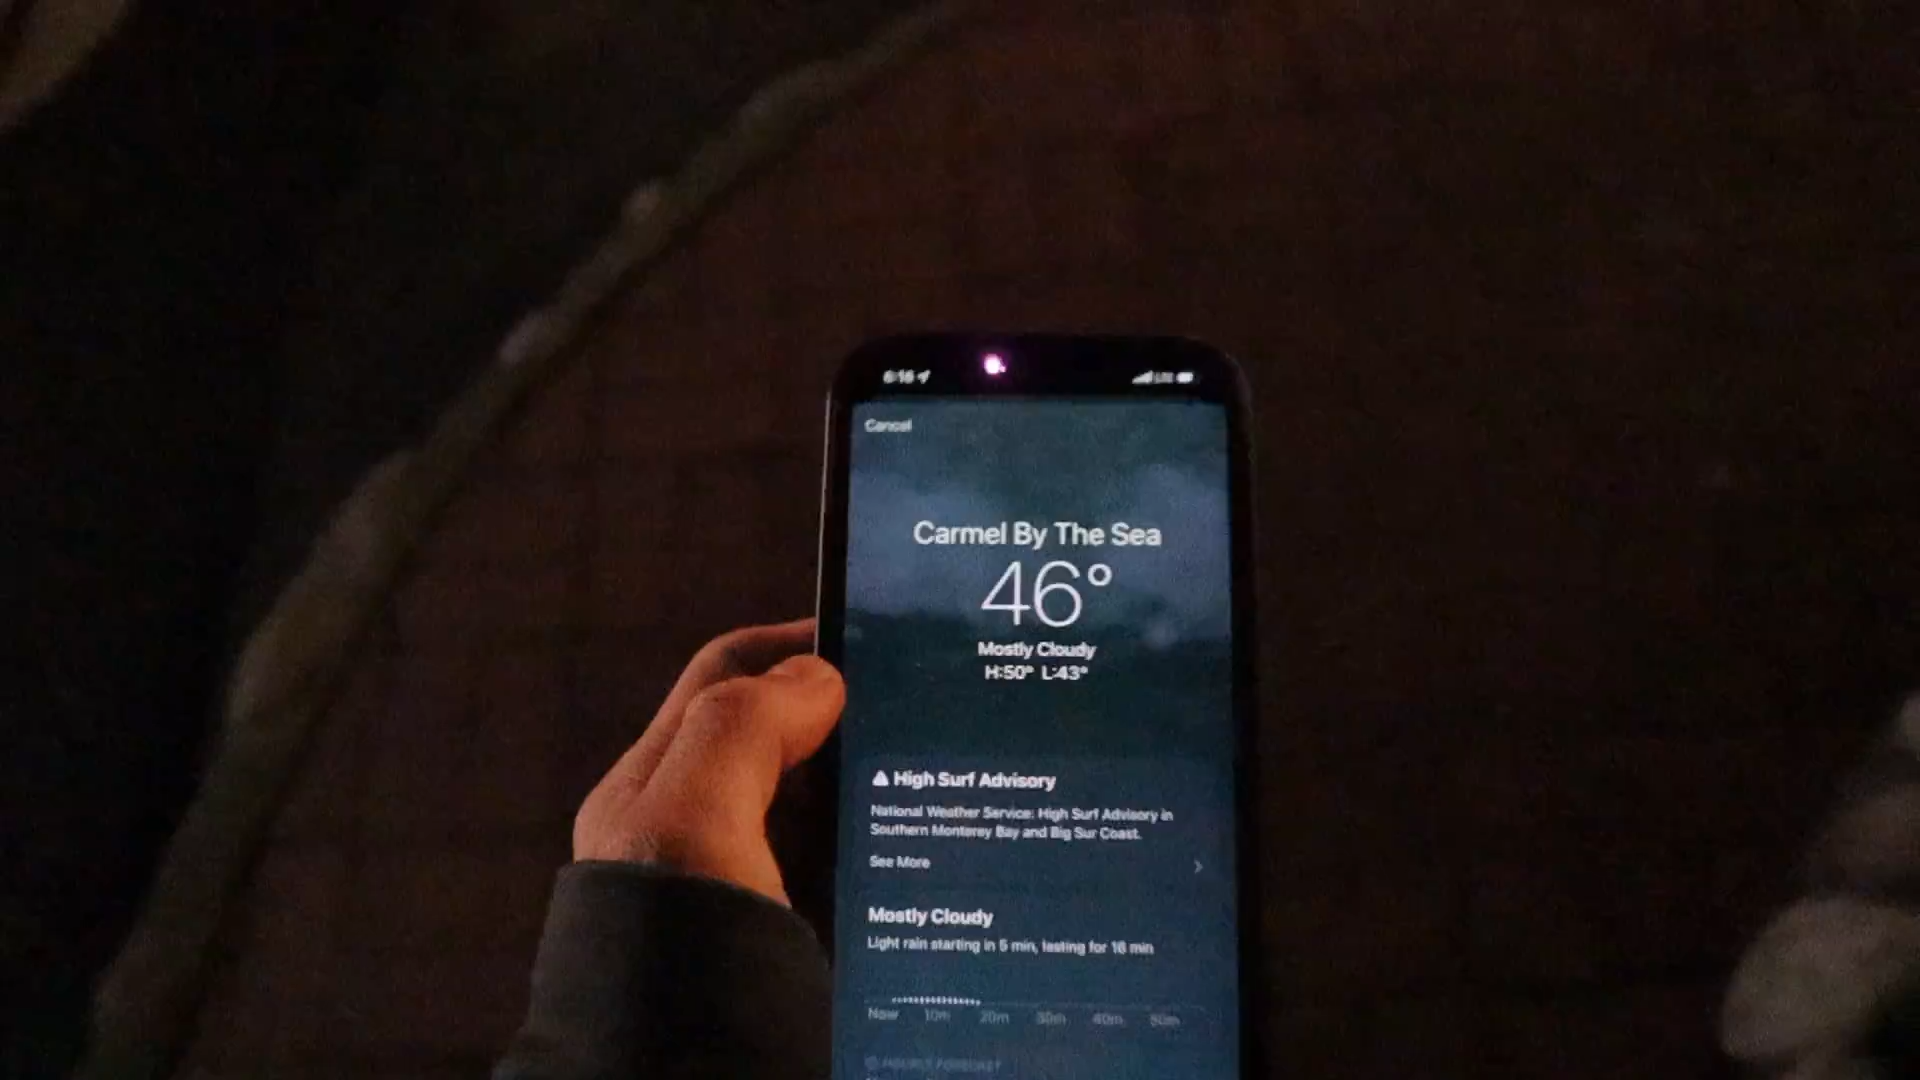 6:16
Cancel
Carmel By The Sea
46°
Mostly Cloudy
H:50° L:43°
High Surf Advisory
National Weather Service: High Surf Advisory in
Southern Monterey Bay and Big Sur Coast.
See More
Mostly Cloudy
Light rain starting in 5 min, lasting for 16 min
Now 10m 20m 30m 40m 50m
HOURLY FORECAST